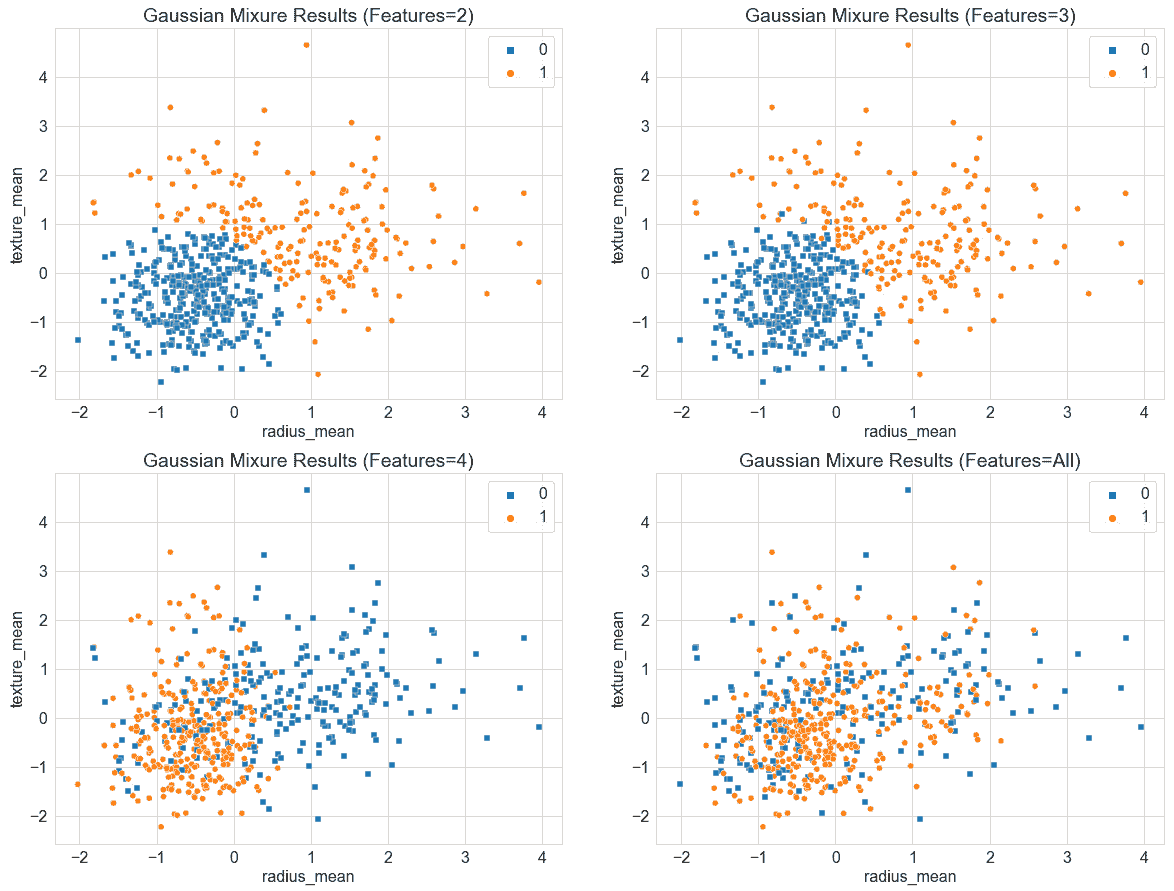 Gaussian Mixure Results (Features=2)
0
1
texture_mean
4
3
2
1
0
−1
−2
−2 −1 0 1 2 3 4
radius_mean
Gaussian Mixure Results (Features=3)
0
1
texture_mean
4
3
2
1
0
−1
−2
−2 −1 0 1 2 3 4
radius_mean
Gaussian Mixure Results (Features=4)
0
1
texture_mean
4
3
2
1
0
−1
−2
−2 −1 0 1 2 3 4
radius_mean
Gaussian Mixure Results (Features=All)
0
1
texture_mean
4
3
2
1
0
−1
−2
−2 −1 0 1 2 3 4
radius_mean